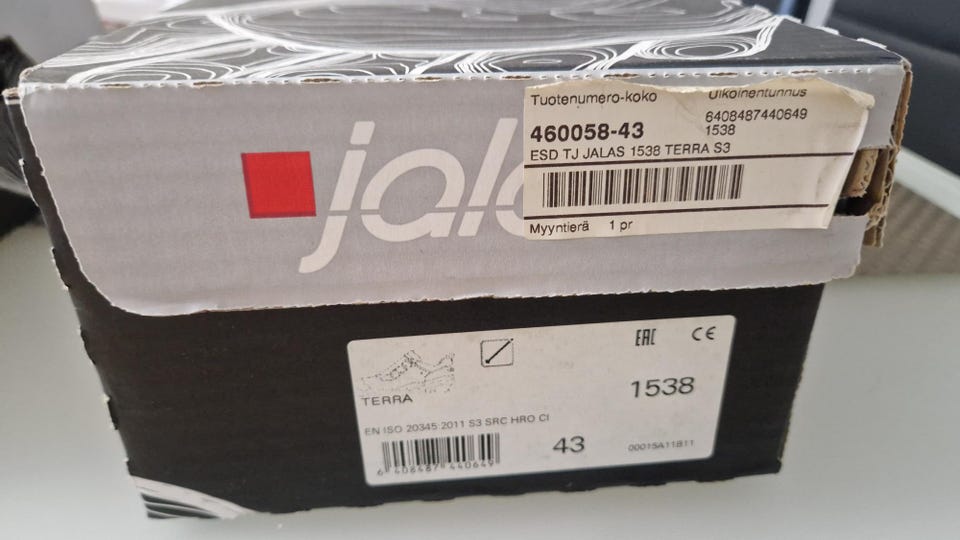 jala
Tuotenumero-koko Ulkoinentunnus
460058-43 6408487440649
1538
ESD TJ JALAS 1538 TERRA S3
Myyntierä 1 pr
EAC CE
TERRA 1538
EN ISO 20345:2011 S3 SRC HRO CI
6 408487 440649 43 00015A11B11